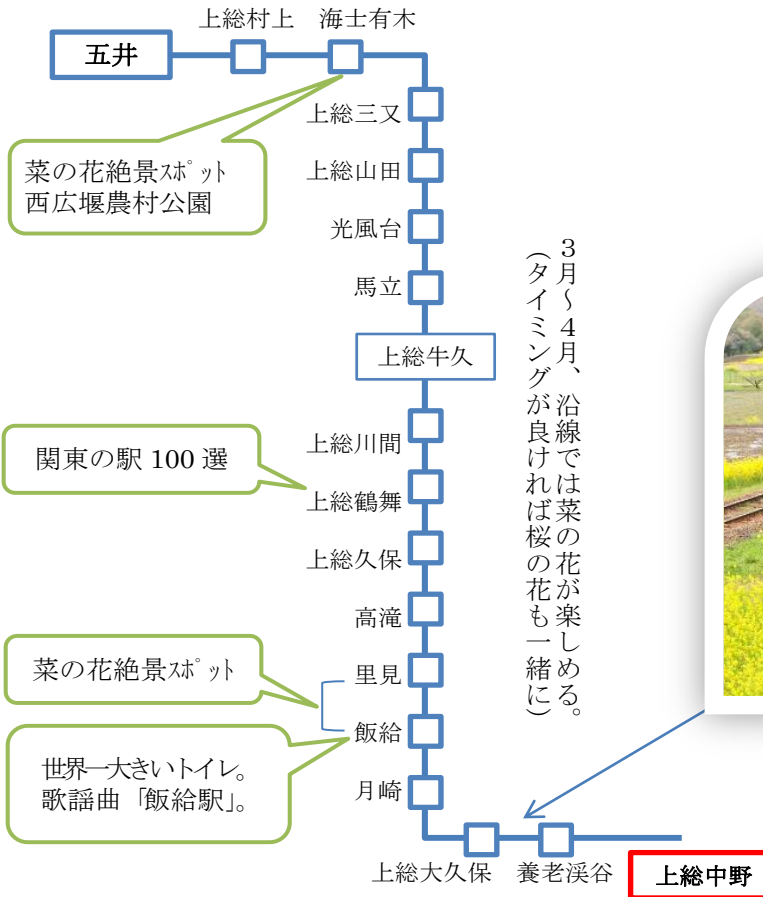 上総村上 海士有木
五井
上総三又
菜の花絶景ｽﾎﾟｯﾄ
西広堰農村公園
上総山田
光風台
馬立
3月～4月、沿線では菜の花が楽しめる。
（タイミングが良ければ桜の花も一緒に）
上総牛久
上総川間
関東の駅 100 選
上総鶴舞
上総久保
高滝
里見
菜の花絶景ｽﾎﾟｯﾄ
飯給
世界一大きいトイレ。
歌謡曲「飯給駅」。
月崎
上総大久保 養老渓谷 上総中野